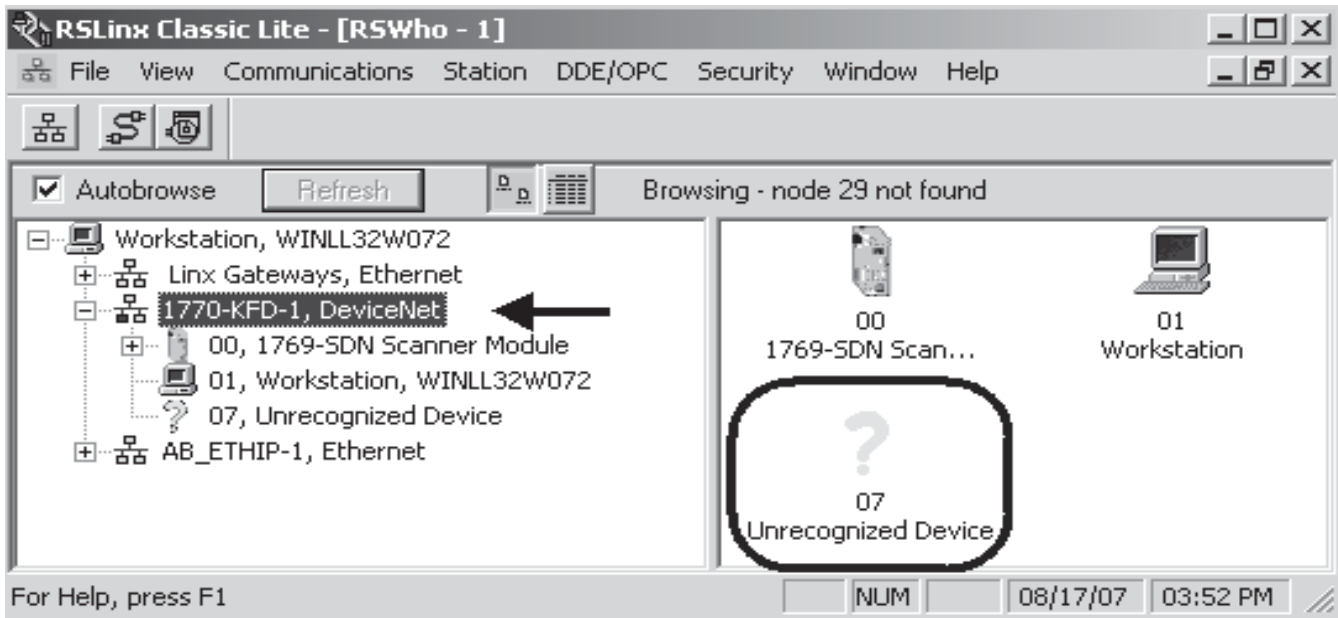 RSLinx Classic Lite - [RSWho - 1]
File View Communications Station DDE/OPC Security Window Help
Autobrowse Refresh Browsing - node 29 not found
Workstation, WINLL32W072
Linx Gateways, Ethernet
1770-KFD-1, DeviceNet
00, 1769-SDN Scanner Module
01, Workstation, WINLL32W072
07, Unrecognized Device
AB_ETHIP-1, Ethernet
00
1769-SDN Scan...
01
Workstation
07
Unrecognized Device
For Help, press F1 NUM 08/17/07 03:52 PM